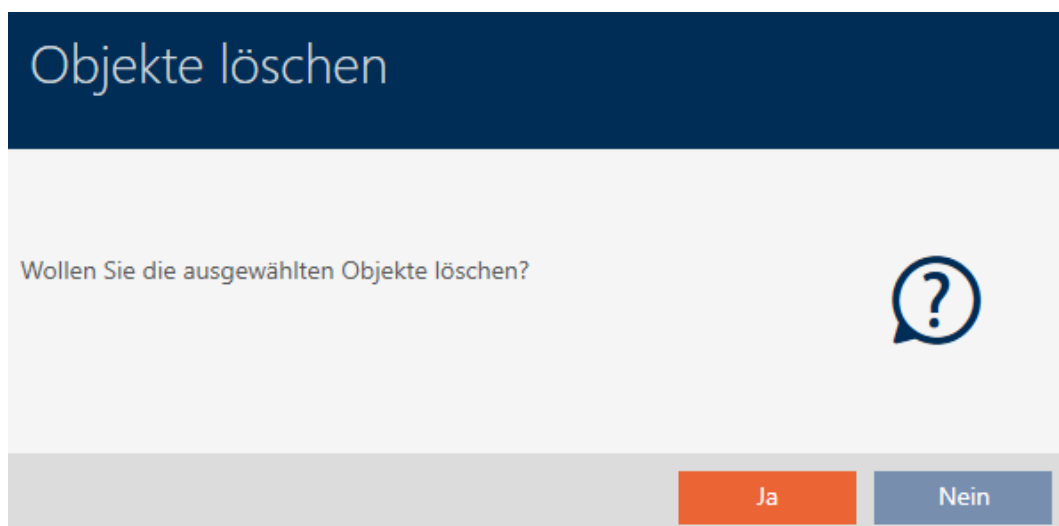 Objekte löschen
Wollen Sie die ausgewählten Objekte löschen?
?
Ja
Nein